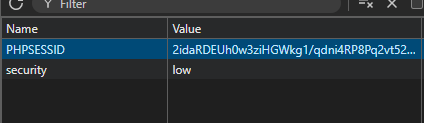 Filter
Name Value
PHPSESSID 2idaRDEUh0w3ziHGWkg1/qdni4RP8Pq2vt52...
security low